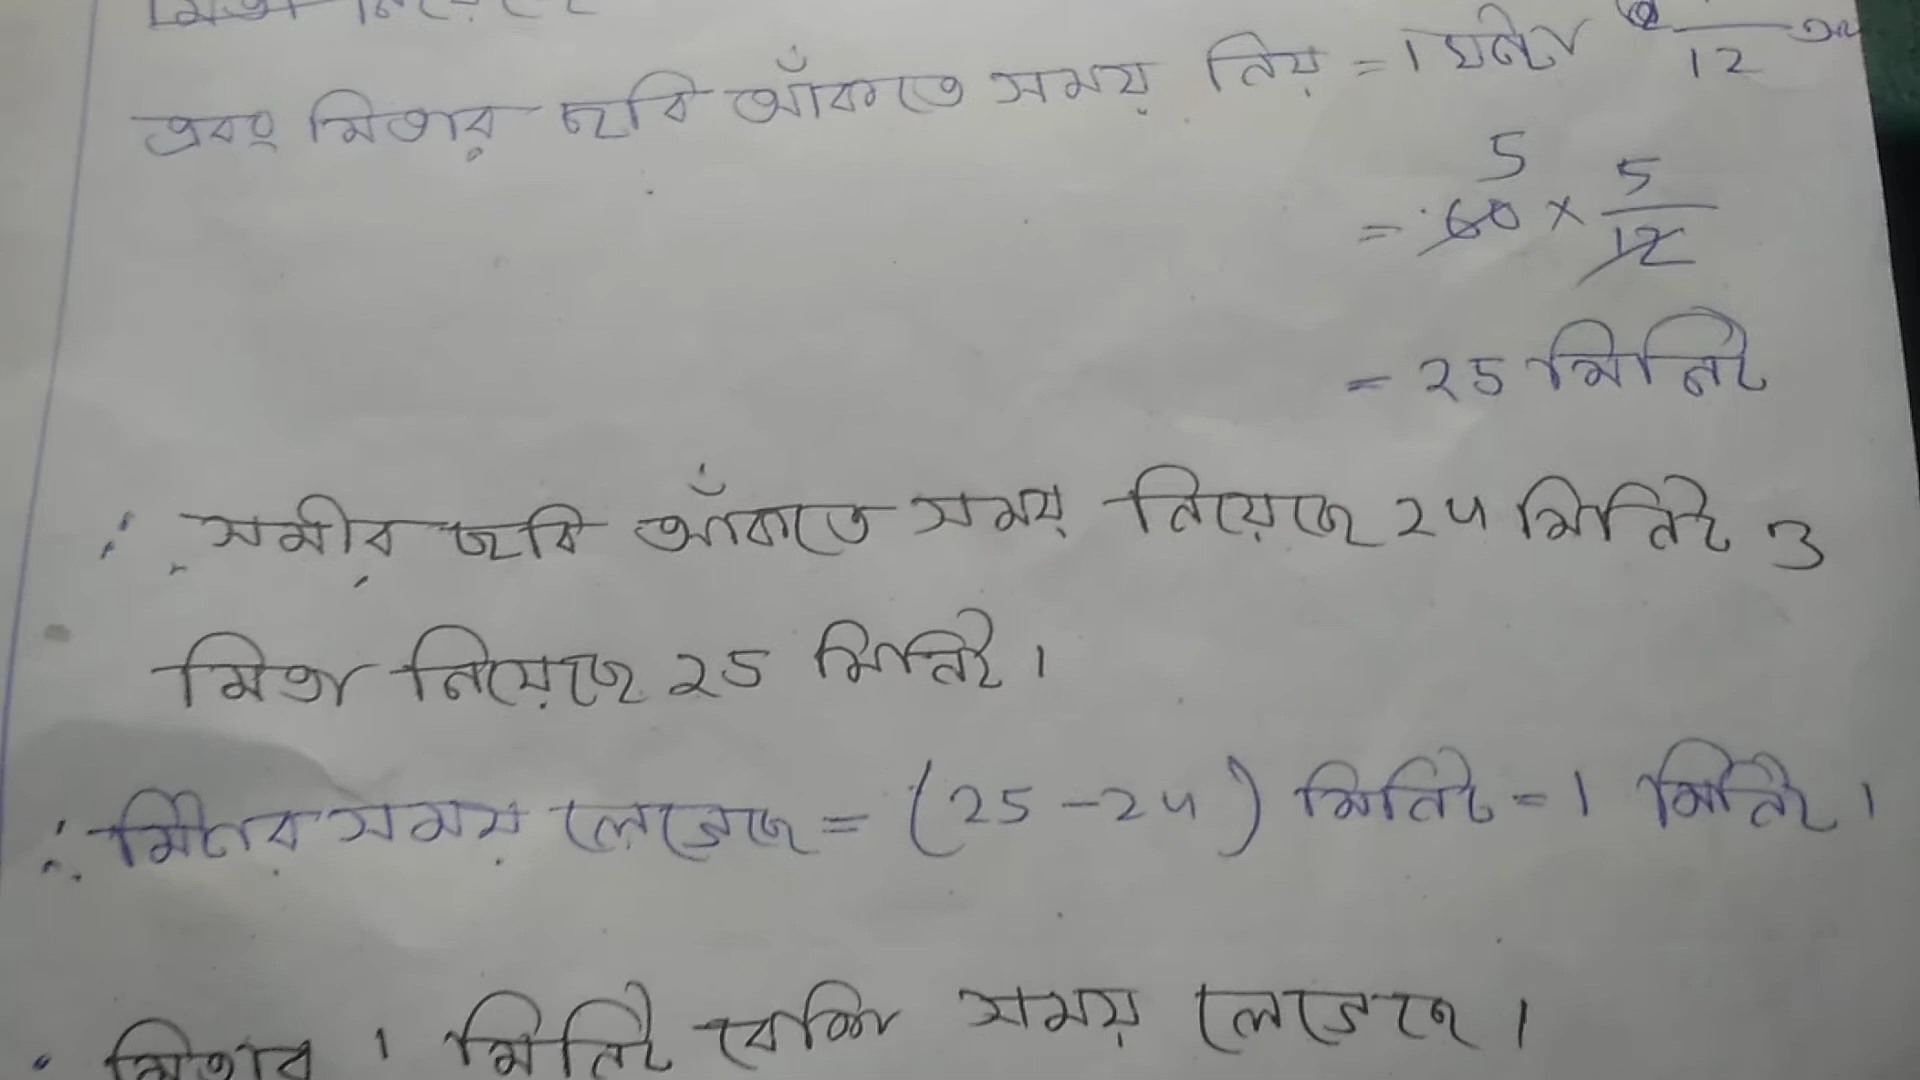 এবং মিতার ছবি আঁকতে সময় নিয় = 1 ঘন্টার 12
5
= 60 × 5/12
= 25 মিনিট
∴ সমীর ছবি আঁকাতে সময় নিয়েছে 24 মিনিট ও
মিতা নিয়েছে 25 মিনিট।
∴ সময় লেগেছে = (25 - 24) মিনিট = 1 মিনিট।
মিতার 1 মিনিট বেশি সময় লেগেছে।